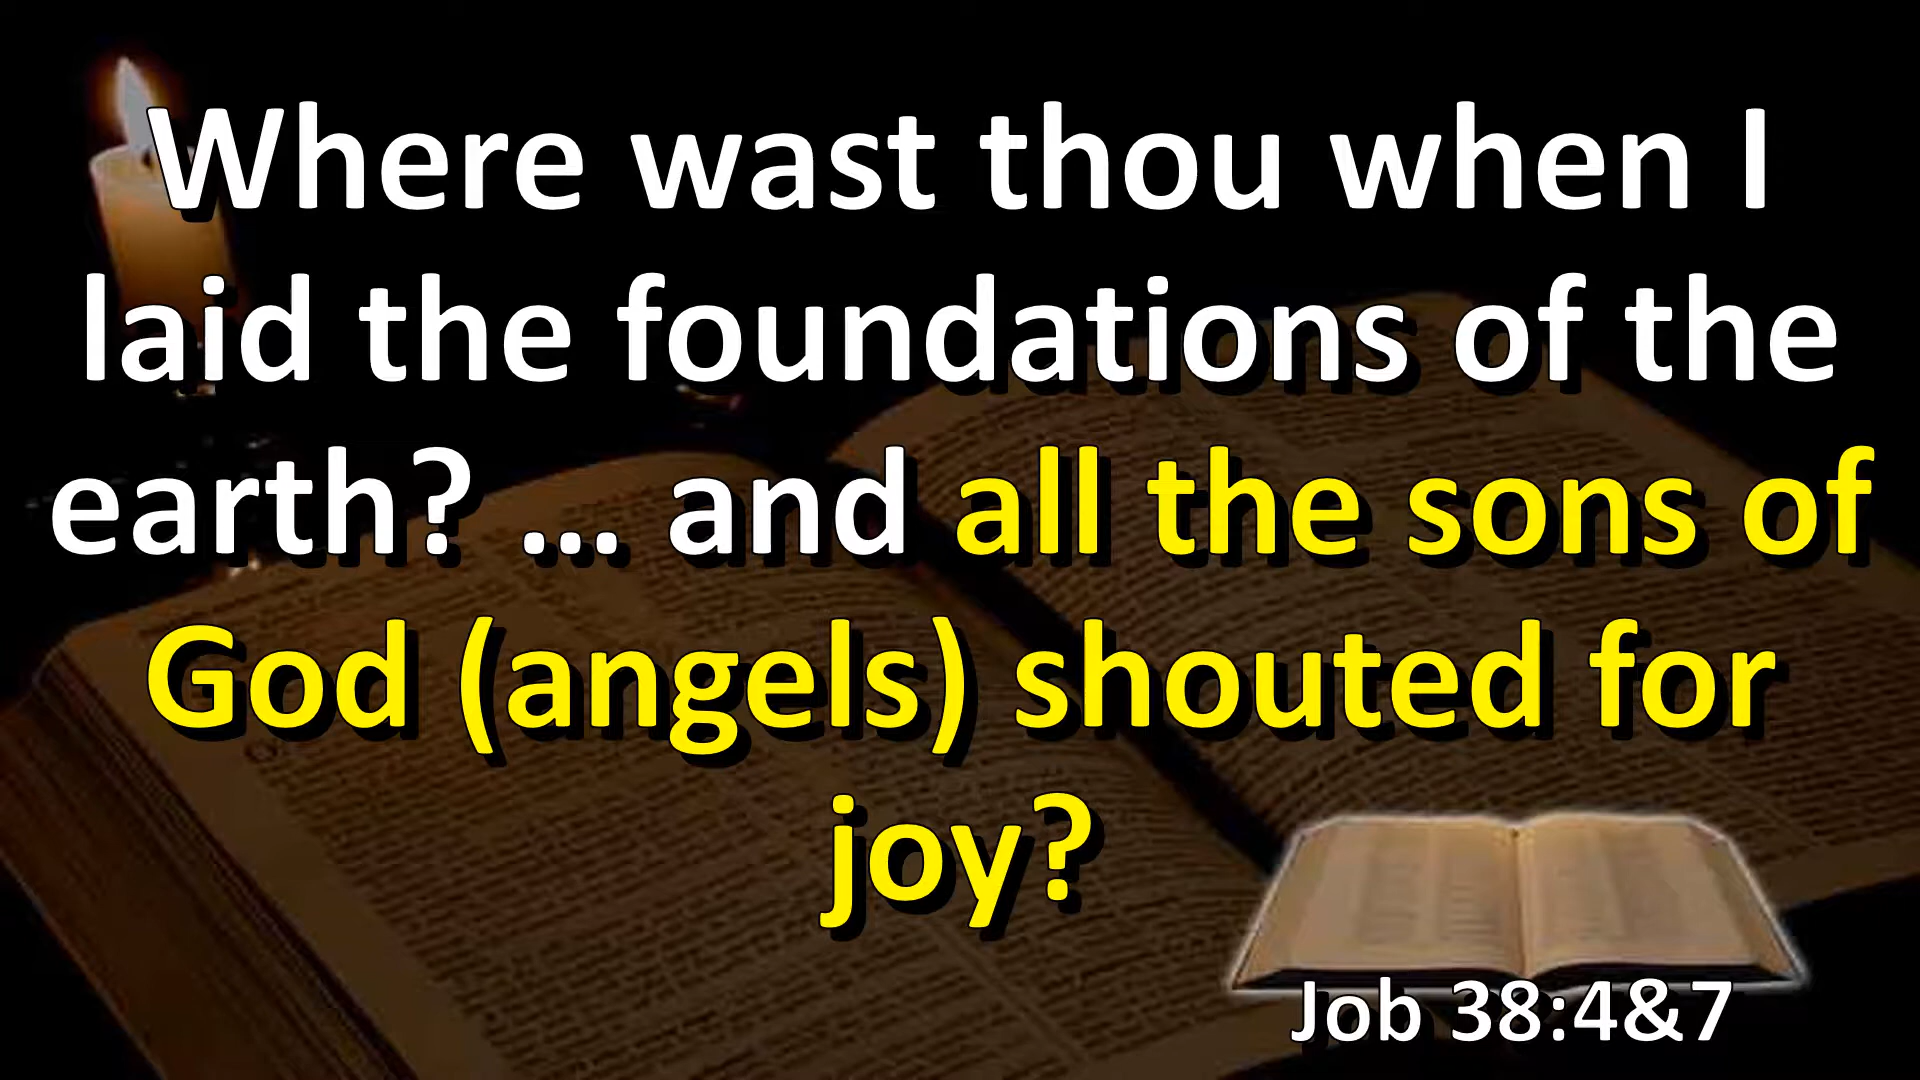 Where wast thou when I
laid the foundations of the
earth? ... and all the sons of
God (angels) shouted for
joy?
Job 38:4&7